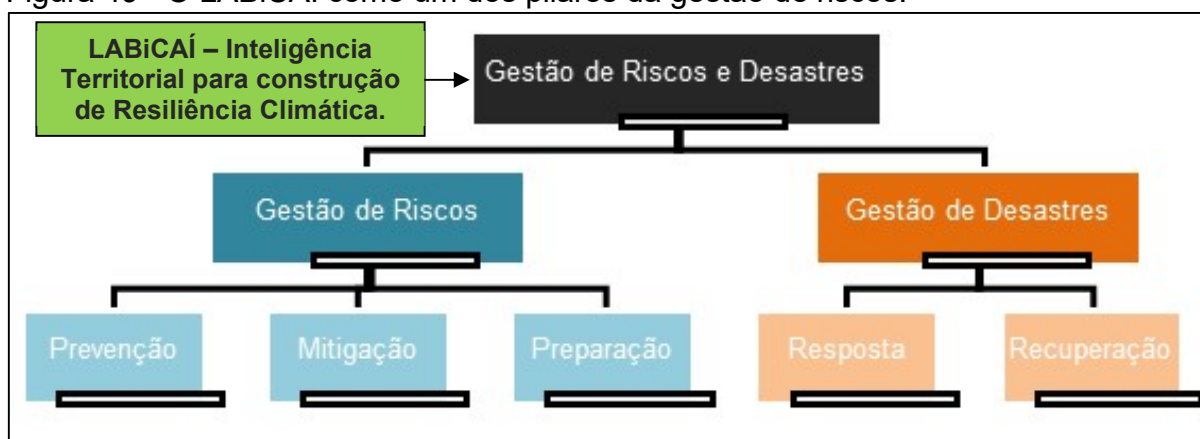 LABiCAÍ – Inteligência
Territorial para construção
de Resiliência Climática.
Gestão de Riscos e Desastres
Gestão de Riscos
Gestão de Desastres
Prevenção
Mitigação
Preparação
Resposta
Recuperação